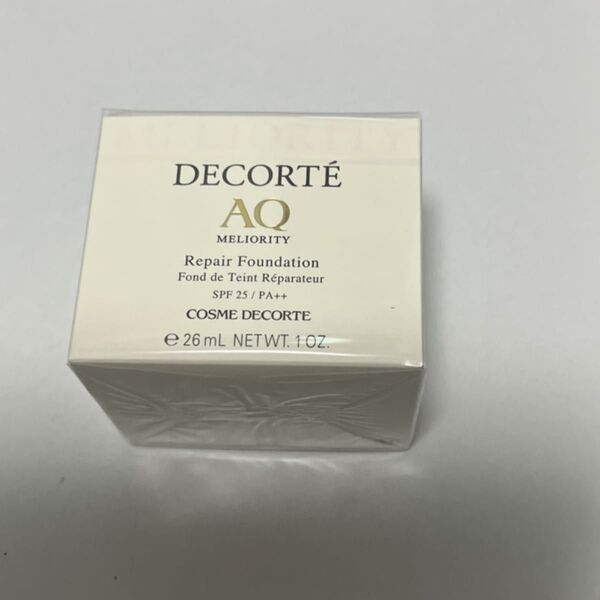 MELIORITY
DECORTÉ
AQ
MELIORITY
Repair Foundation
Fond de Teint Réparateur
SPF 25 / PA++
COSME DECORTE
℮ 26 mL NET WT. 1 OZ.